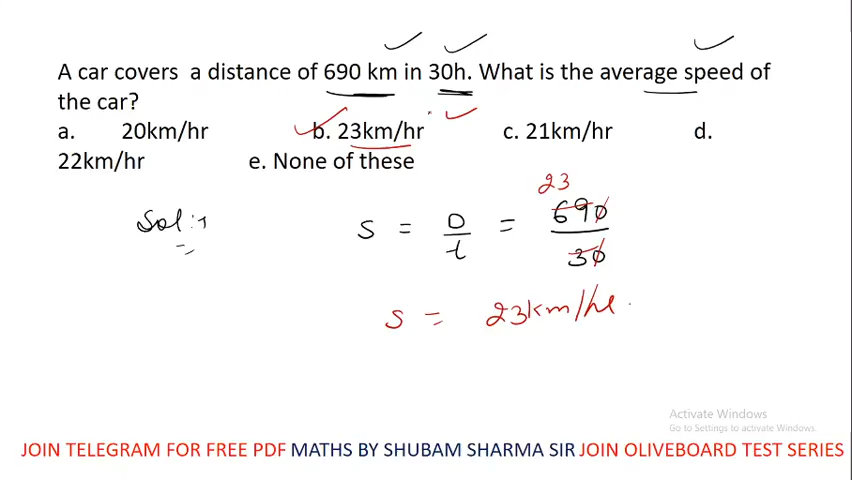 A car covers a distance of 690 km in 30h. What is the average speed of
the car?
a. 20km/hr b. 23km/hr c. 21km/hr d.
22km/hr e. None of these
Sol:-
S = D/t = 690/30
23
S = 23km/hr.
Activate Windows
Go to Settings to activate Windows.
JOIN TELEGRAM FOR FREE PDF MATHS BY SHUBAM SHARMA SIR JOIN OLIVEBOARD TEST SERIES